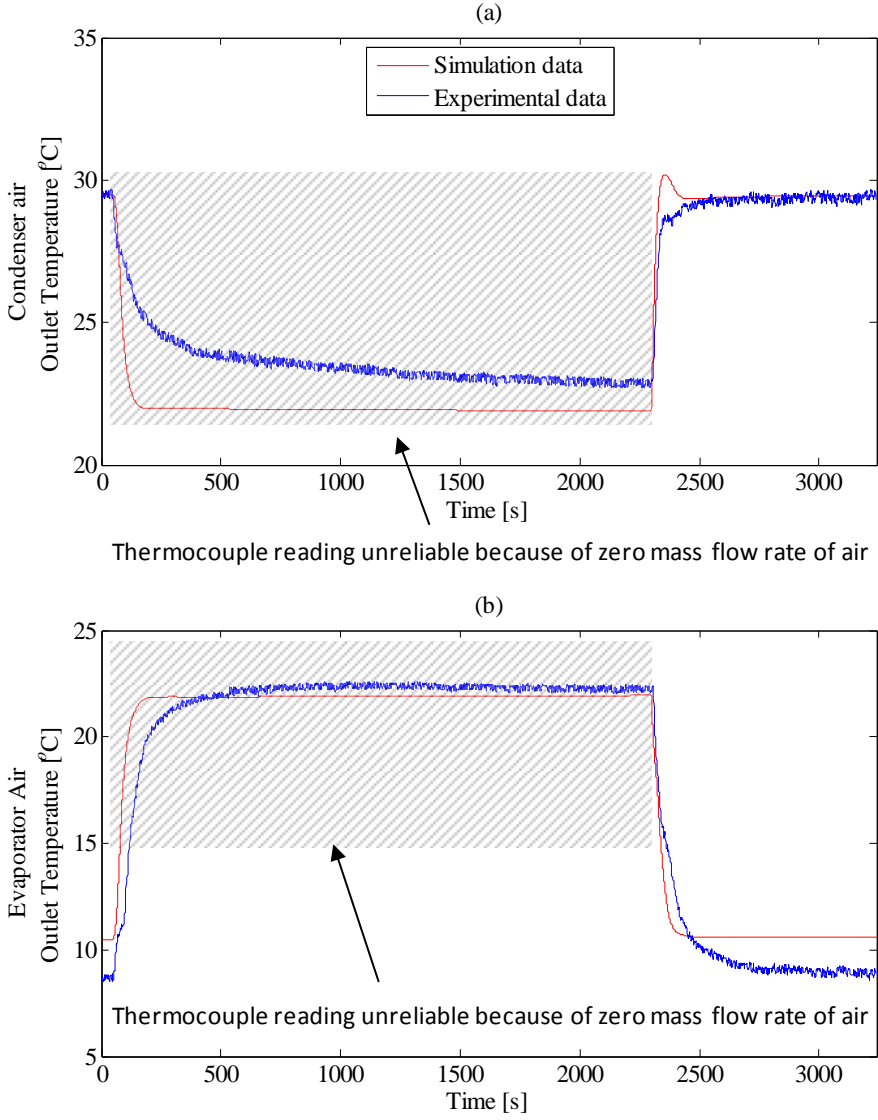 (a)
35
30
25
20
Condenser air
Outlet Temperature [°C]
Simulation data
Experimental data
0 500 1000 1500 2000 2500 3000
Time [s]
Thermocouple reading unreliable because of zero mass flow rate of air
(b)
25
20
15
10
5
Evaporator Air
Outlet Temperature [°C]
Thermocouple reading unreliable because of zero mass flow rate of air
0 500 1000 1500 2000 2500 3000
Time [s]